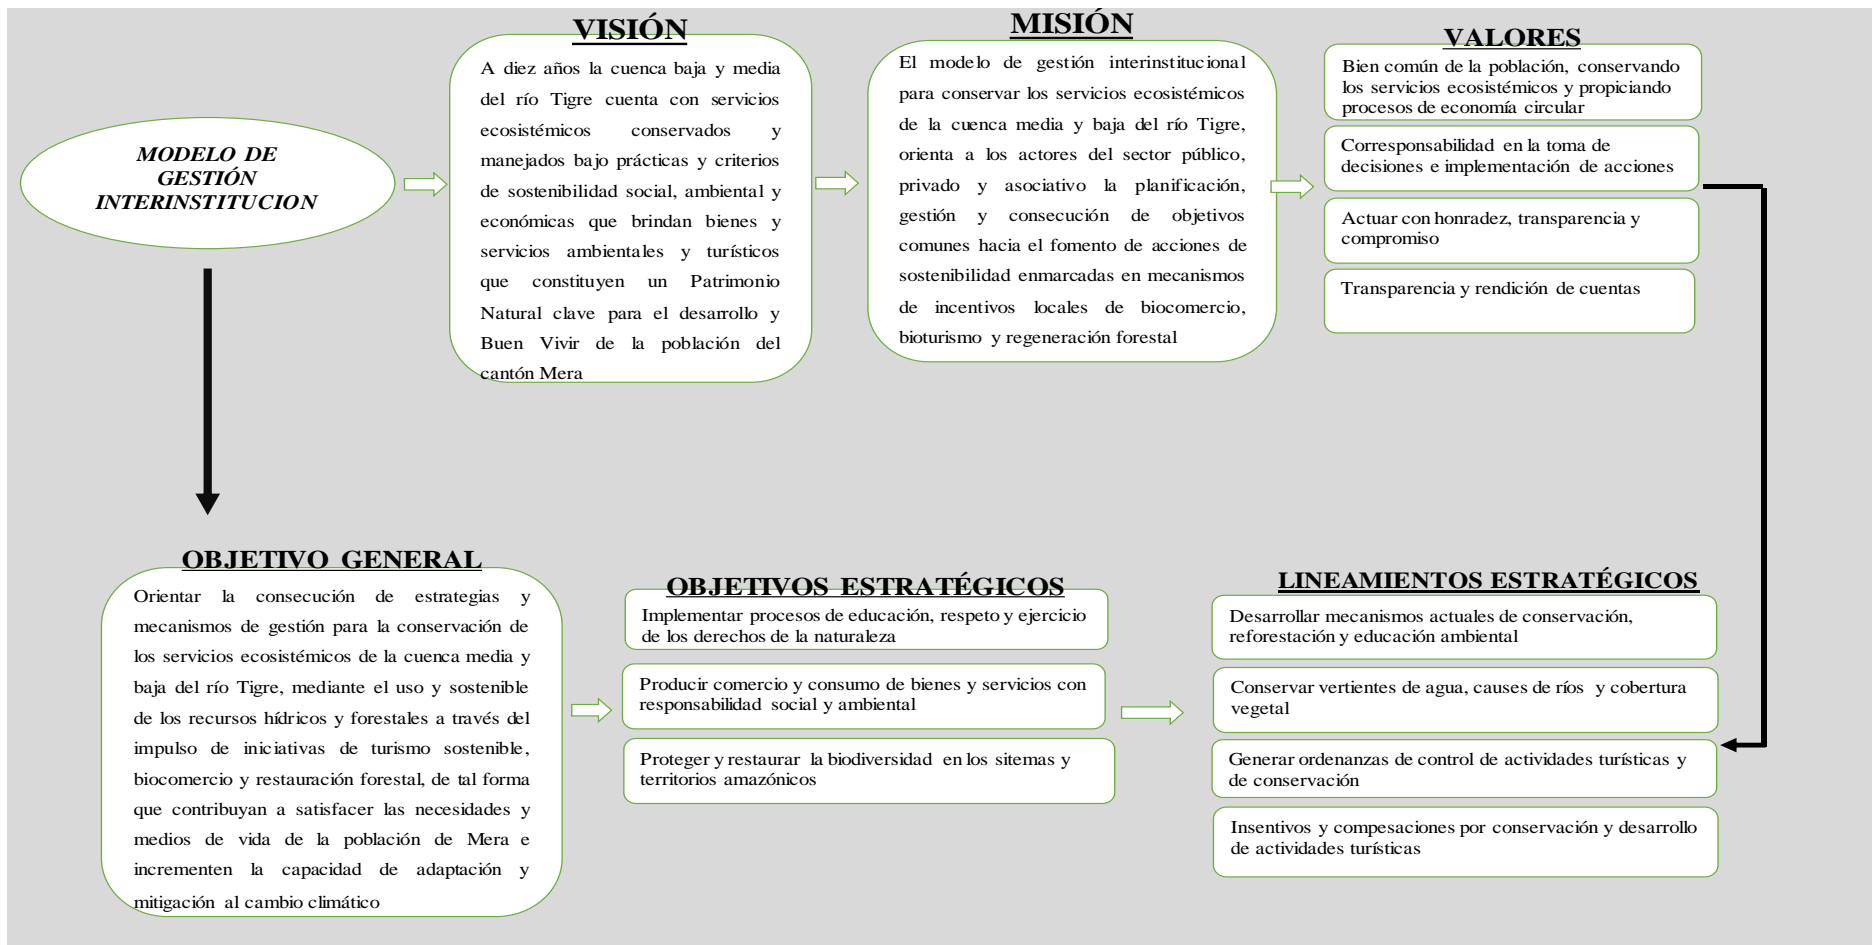 MODELO DE
GESTIÓN
INTERINSTITUCION
VISIÓN
A diez años la cuenca baja y media
del río Tigre cuenta con servicios
ecosistémicos conservados y
manejados bajo prácticas y criterios
de sostenibilidad social, ambiental y
económicas que brindan bienes y
servicios ambientales y turísticos
que constituyen un Patrimonio
Natural clave para el desarrollo y
Buen Vivir de la población del
cantón Mera
MISIÓN
El modelo de gestión interinstitucional
para conservar los servicios ecosistémicos
de la cuenca media y baja del río Tigre,
orienta a los actores del sector público,
privado y asociativo la planificación,
gestión y consecución de objetivos
comunes hacia el fomento de acciones de
sostenibilidad enmarcadas en mecanismos
de incentivos locales de biocomercio,
bioturismo y regeneración forestal
VALORES
Bien común de la población, conservando
los servicios ecosistémicos y propiciando
procesos de economía circular
Corresponsabilidad en la toma de
decisiones e implementación de acciones
Actuar con honradez, transparencia y
compromiso
Transparencia y rendición de cuentas
OBJETIVO GENERAL
Orientar la consecución de estrategias y
mecanismos de gestión para la conservación de
los servicios ecosistémicos de la cuenca media y
baja del río Tigre, mediante el uso y sostenible
de los recursos hídricos y forestales a través del
impulso de iniciativas de turismo sostenible,
biocomercio y restauración forestal, de tal forma
que contribuyan a satisfacer las necesidades y
medios de vida de la población de Mera e
incrementen la capacidad de adaptación y
mitigación al cambio climático
OBJETIVOS ESTRATÉGICOS
Implementar procesos de educación, respeto y ejercicio
de los derechos de la naturaleza
Producir comercio y consumo de bienes y servicios con
responsabilidad social y ambiental
Proteger y restaurar la biodiversidad en los sitemas y
territorios amazónicos
LINEAMIENTOS ESTRATÉGICOS
Desarrollar mecanismos actuales de conservación,
reforestación y educación ambiental
Conservar vertientes de agua, causes de ríos y cobertura
vegetal
Generar ordenanzas de control de actividades turísticas y
de conservación
Insentivos y compesaciones por conservación y desarrollo
de actividades turísticas